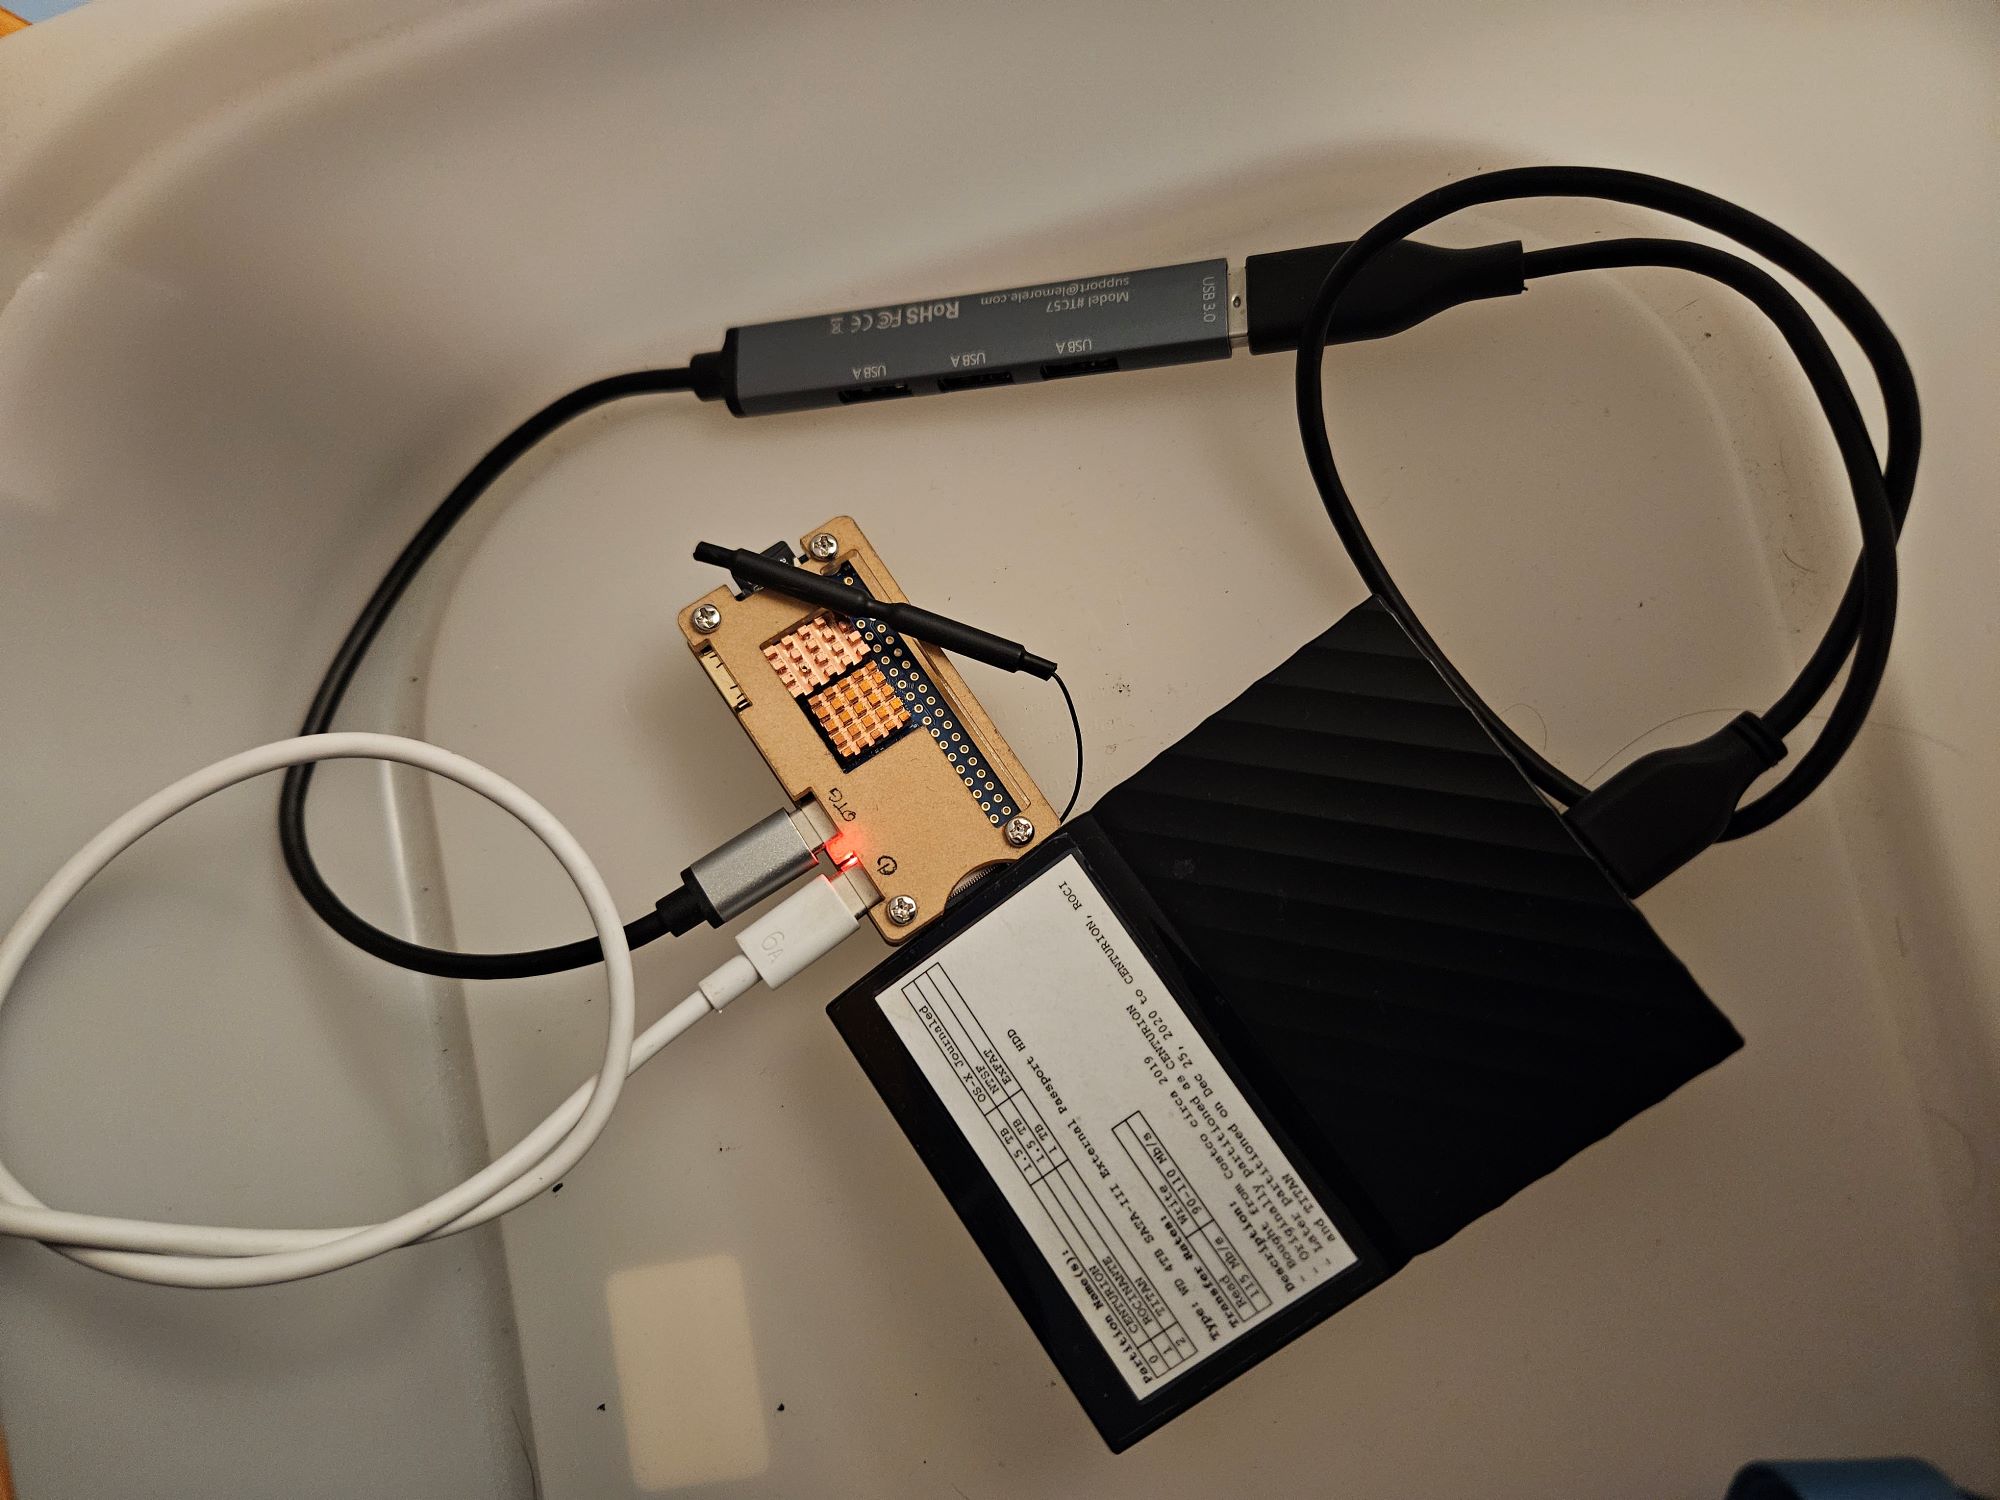 6A
OTG
Partition Name(s):
0 CENTURION 1.5 TB OS-X Journaled
1 ROCINANTE 1.5 TB NTSF
2 TITAN 1 TB ExFAT
Type: WD 4TB SATA-III External Passport HDD
Transfer Rates:
Read Write
115 Mb/s 90-110 Mb/s
Description:
- Bought from Costco circa 2019
- Originally partitioned as CENTURION
- Later partitioned on Dec 25, 2020 to CENTURION, ROCI
and TITAN
USB A
USB A
USB A
RoHS FC CE
Model #TC57
support@lemorele.com
USB 3.0